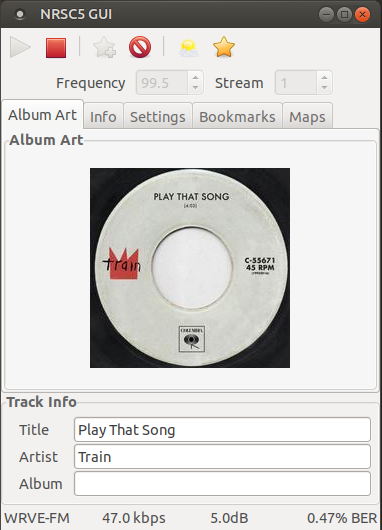 NRSC5 GUI
Frequency 99.5 Stream 1
Album Art Info Settings Bookmarks Maps
Album Art
PLAY THAT SONG
(4:02)
train
C-55671
45 RPM
COLUMBIA
Track Info
Title Play That Song
Artist Train
Album
WRVE-FM 47.0 kbps 5.0dB 0.47% BER